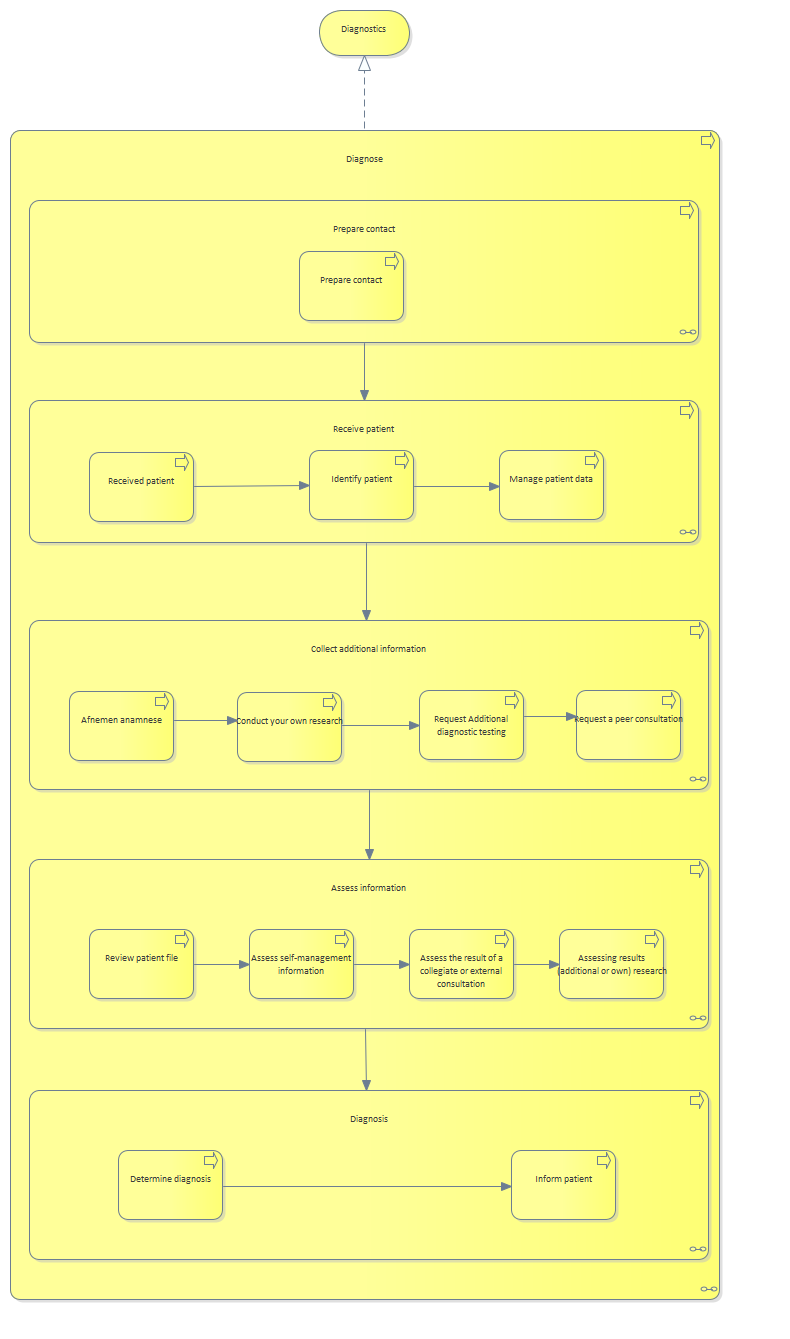 Diagnostics
Diagnose
Prepare contact
Prepare contact
Receive patient
Received patient
Identify patient
Manage patient data
Collect additional information
Afnemen anamnese
Conduct your own research
Request Additional
diagnostic testing
Request a peer consultation
Assess information
Review patient file
Assess self-management
information
Assess the result of a
collegiate or external
consultation
Assessing results
(additional or own) research
Diagnosis
Determine diagnosis
Inform patient